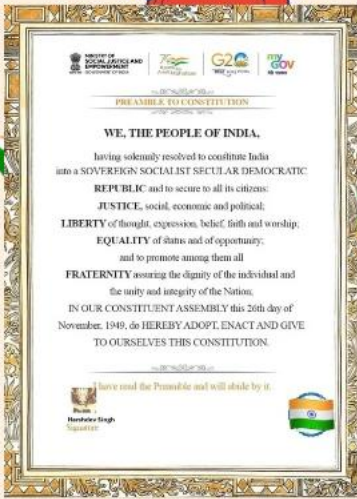 MINISTRY OF
SOCIAL JUSTICE AND
EMPOWERMENT
GOVERNMENT OF INDIA
G20
my
GOV
PREAMBLE TO CONSTITUTION
WE, THE PEOPLE OF INDIA,
having solemnly resolved to constitute India
into a SOVEREIGN SOCIALIST SECULAR DEMOCRATIC
REPUBLIC and to secure to all its citizens:
JUSTICE, social, economic and political;
LIBERTY of thought, expression, belief, faith and worship;
EQUALITY of status and of opportunity;
and to promote among them all
FRATERNITY assuring the dignity of the individual and
the unity and integrity of the Nation;
IN OUR CONSTITUENT ASSEMBLY this 26th day of
November, 1949, do HEREBY ADOPT, ENACT AND GIVE
TO OURSELVES THIS CONSTITUTION.
I have read the Preamble and will abide by it
Harshdev Singh
Signature